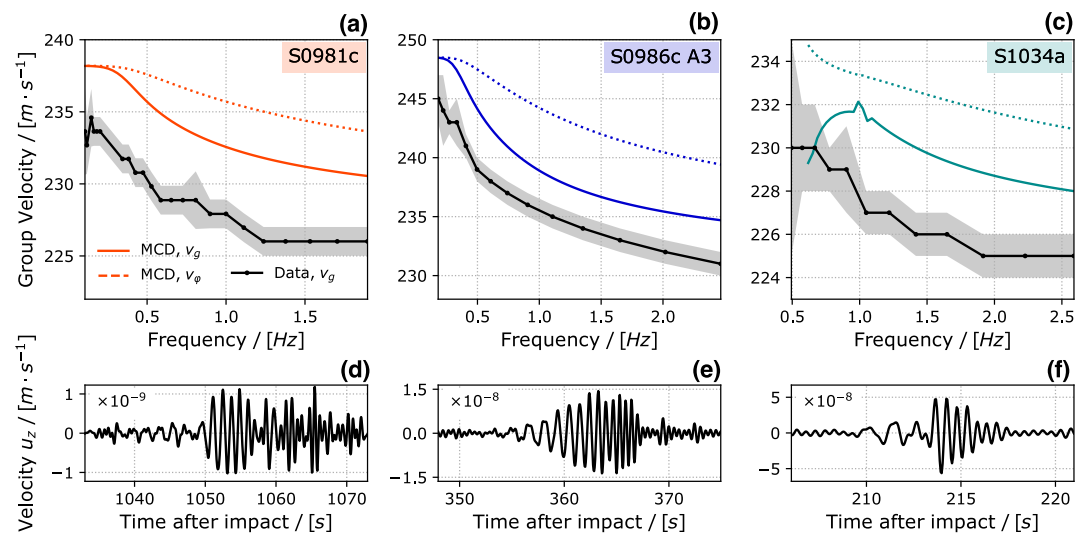 (a)
(b)
(c)
S0981c
S0986c A3
S1034a
Group Velocity / [m · s⁻¹]
240
235
230
225
250
245
240
235
230
234
232
230
228
226
224
MCD, v_g
MCD, v_φ
Data, v_g
0.5 1.0 1.5
0.5 1.0 1.5 2.0
0.5 1.0 1.5 2.0 2.5
Frequency / [Hz]
Frequency / [Hz]
Frequency / [Hz]
(d)
(e)
(f)
Velocity u_z / [m · s⁻¹]
×10⁻⁹
×10⁻⁸
×10⁻⁸
1
0
−1
1.5
0.0
−1.5
5
0
−5
1040 1050 1060 1070
350 360 370
210 215 220
Time after impact / [s]
Time after impact / [s]
Time after impact / [s]